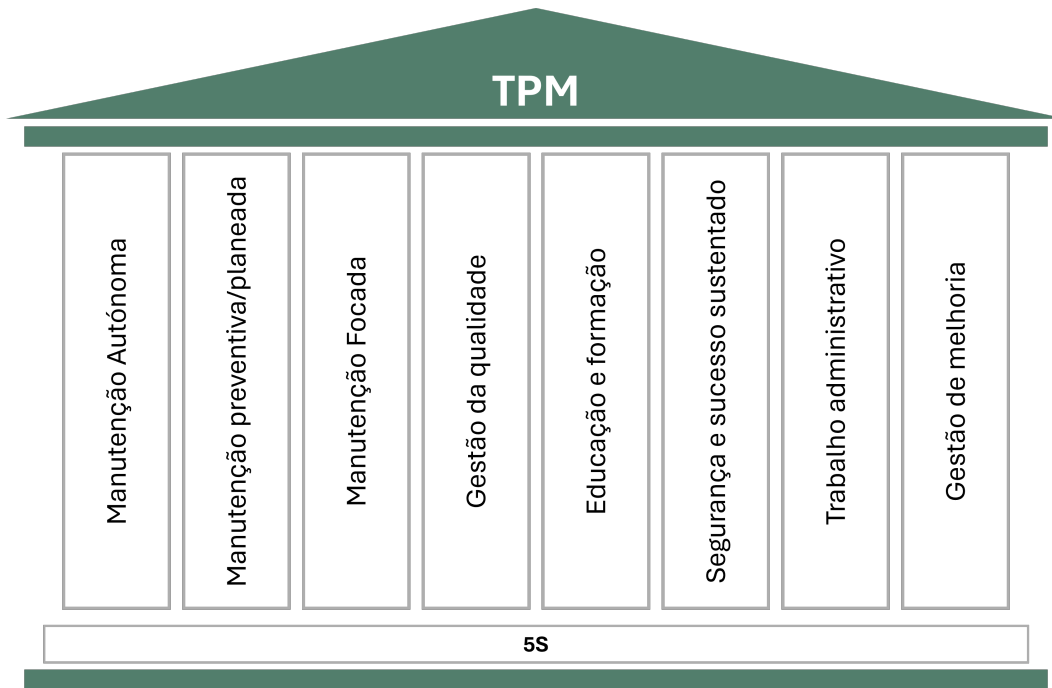 TPM
Manutenção Autónoma
Manutenção preventiva/planeada
Manutenção Focada
Gestão da qualidade
Educação e formação
Segurança e sucesso sustentado
Trabalho administrativo
Gestão de melhoria
5S